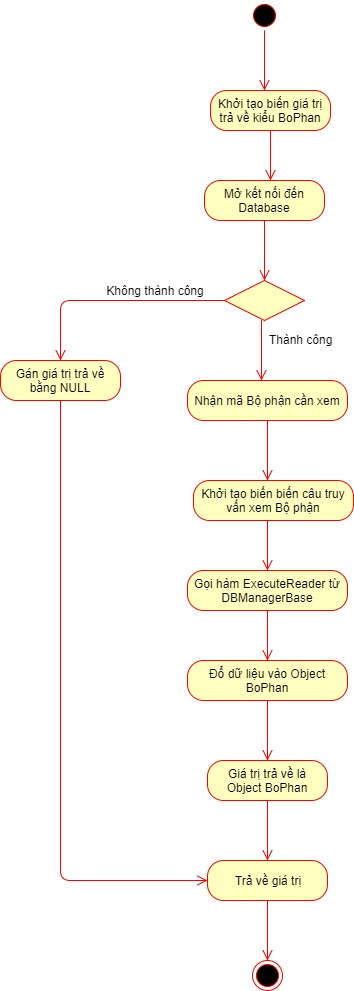 Khởi tạo biến giá trị
trả về kiểu BoPhan
Mở kết nối đến
Database
Không thành công
Thành công
Gán giá trị trả về
bằng NULL
Nhận mã Bộ phận cần xem
Khởi tạo biến biến câu truy
vấn xem Bộ phận
Gọi hàm ExecuteReader từ
DBManagerBase
Đổ dữ liệu vào Object
BoPhan
Giá trị trả về là
Object BoPhan
Trả về giá trị